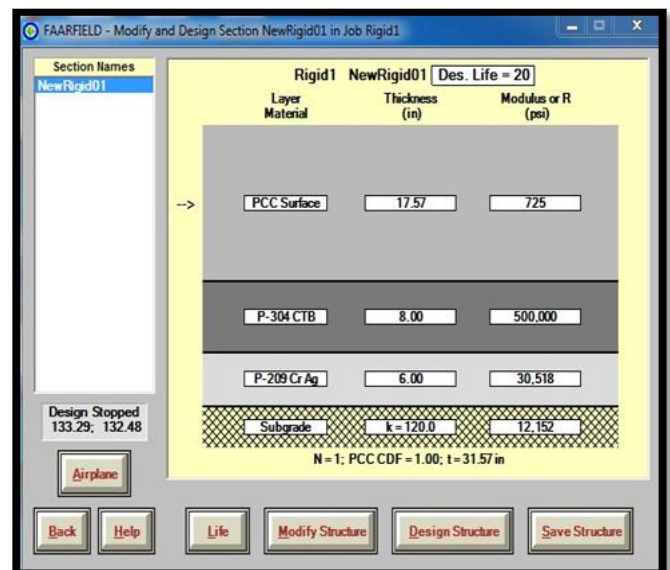 FAARFIELD - Modify and Design Section NewRigid01 in Job Rigid1
Section Names
NewRigid01
Rigid1 NewRigid01 Des. Life = 20
Layer Material Thickness (in) Modulus or R (psi)
--> PCC Surface 17.57 725
P-304 CTB 8.00 500,000
P-209 Cr Ag 6.00 30,518
Subgrade k = 120.0 12,152
N = 1; PCC CDF = 1.00; t = 31.57 in
Design Stopped
133.29; 132.48
Airplane
Back Help Life Modify Structure Design Structure Save Structure